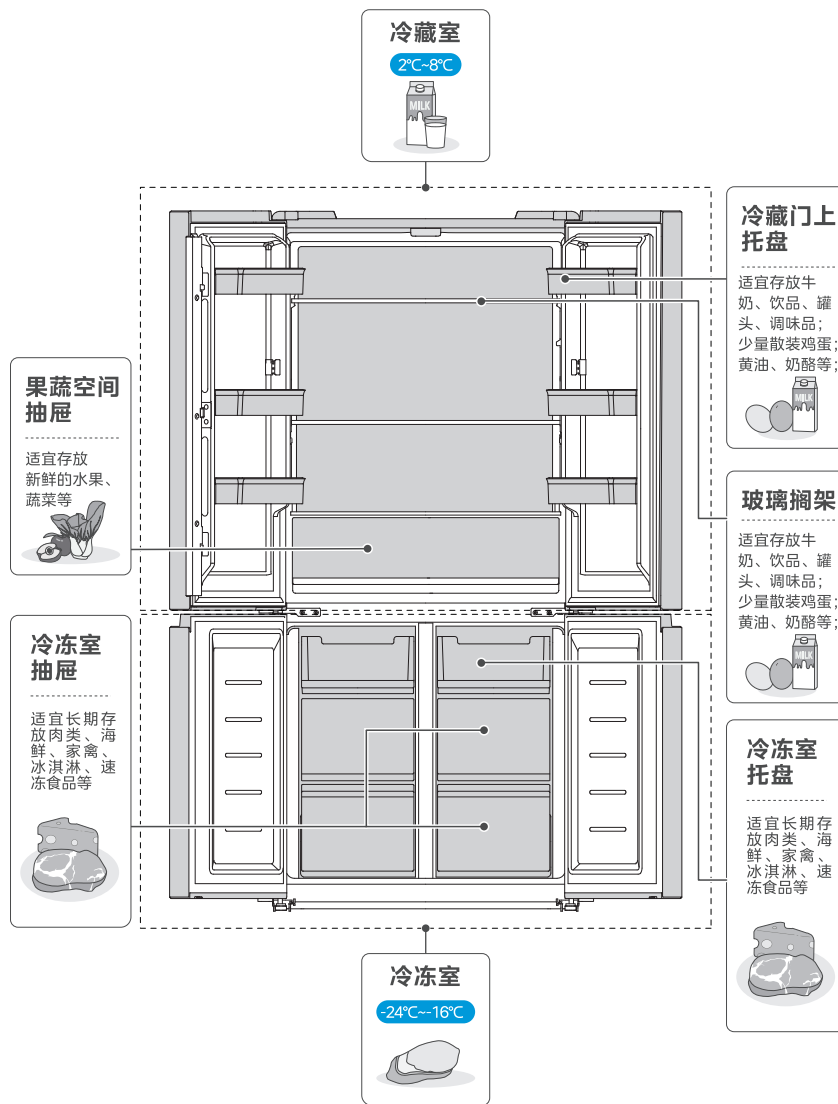 冷藏室
2℃~8℃
MILK
冷藏门上
托盘
适宜存放牛
奶、饮品、罐
头、调味品；
少量散装鸡蛋；
黄油、奶酪等；
MILK
果蔬空间
抽屉
适宜存放
新鲜的水果、
蔬菜等
玻璃搁架
适宜存放牛
奶、饮品、罐
头、调味品；
少量散装鸡蛋；
黄油、奶酪等；
MILK
冷冻室
抽屉
适宜长期存
放肉类、海
鲜、家禽、
冰淇淋、速
冻食品等
冷冻室
托盘
适宜长期存
放肉类、海
鲜、家禽、
冰淇淋、速
冻食品等
冷冻室
-24℃~-16℃